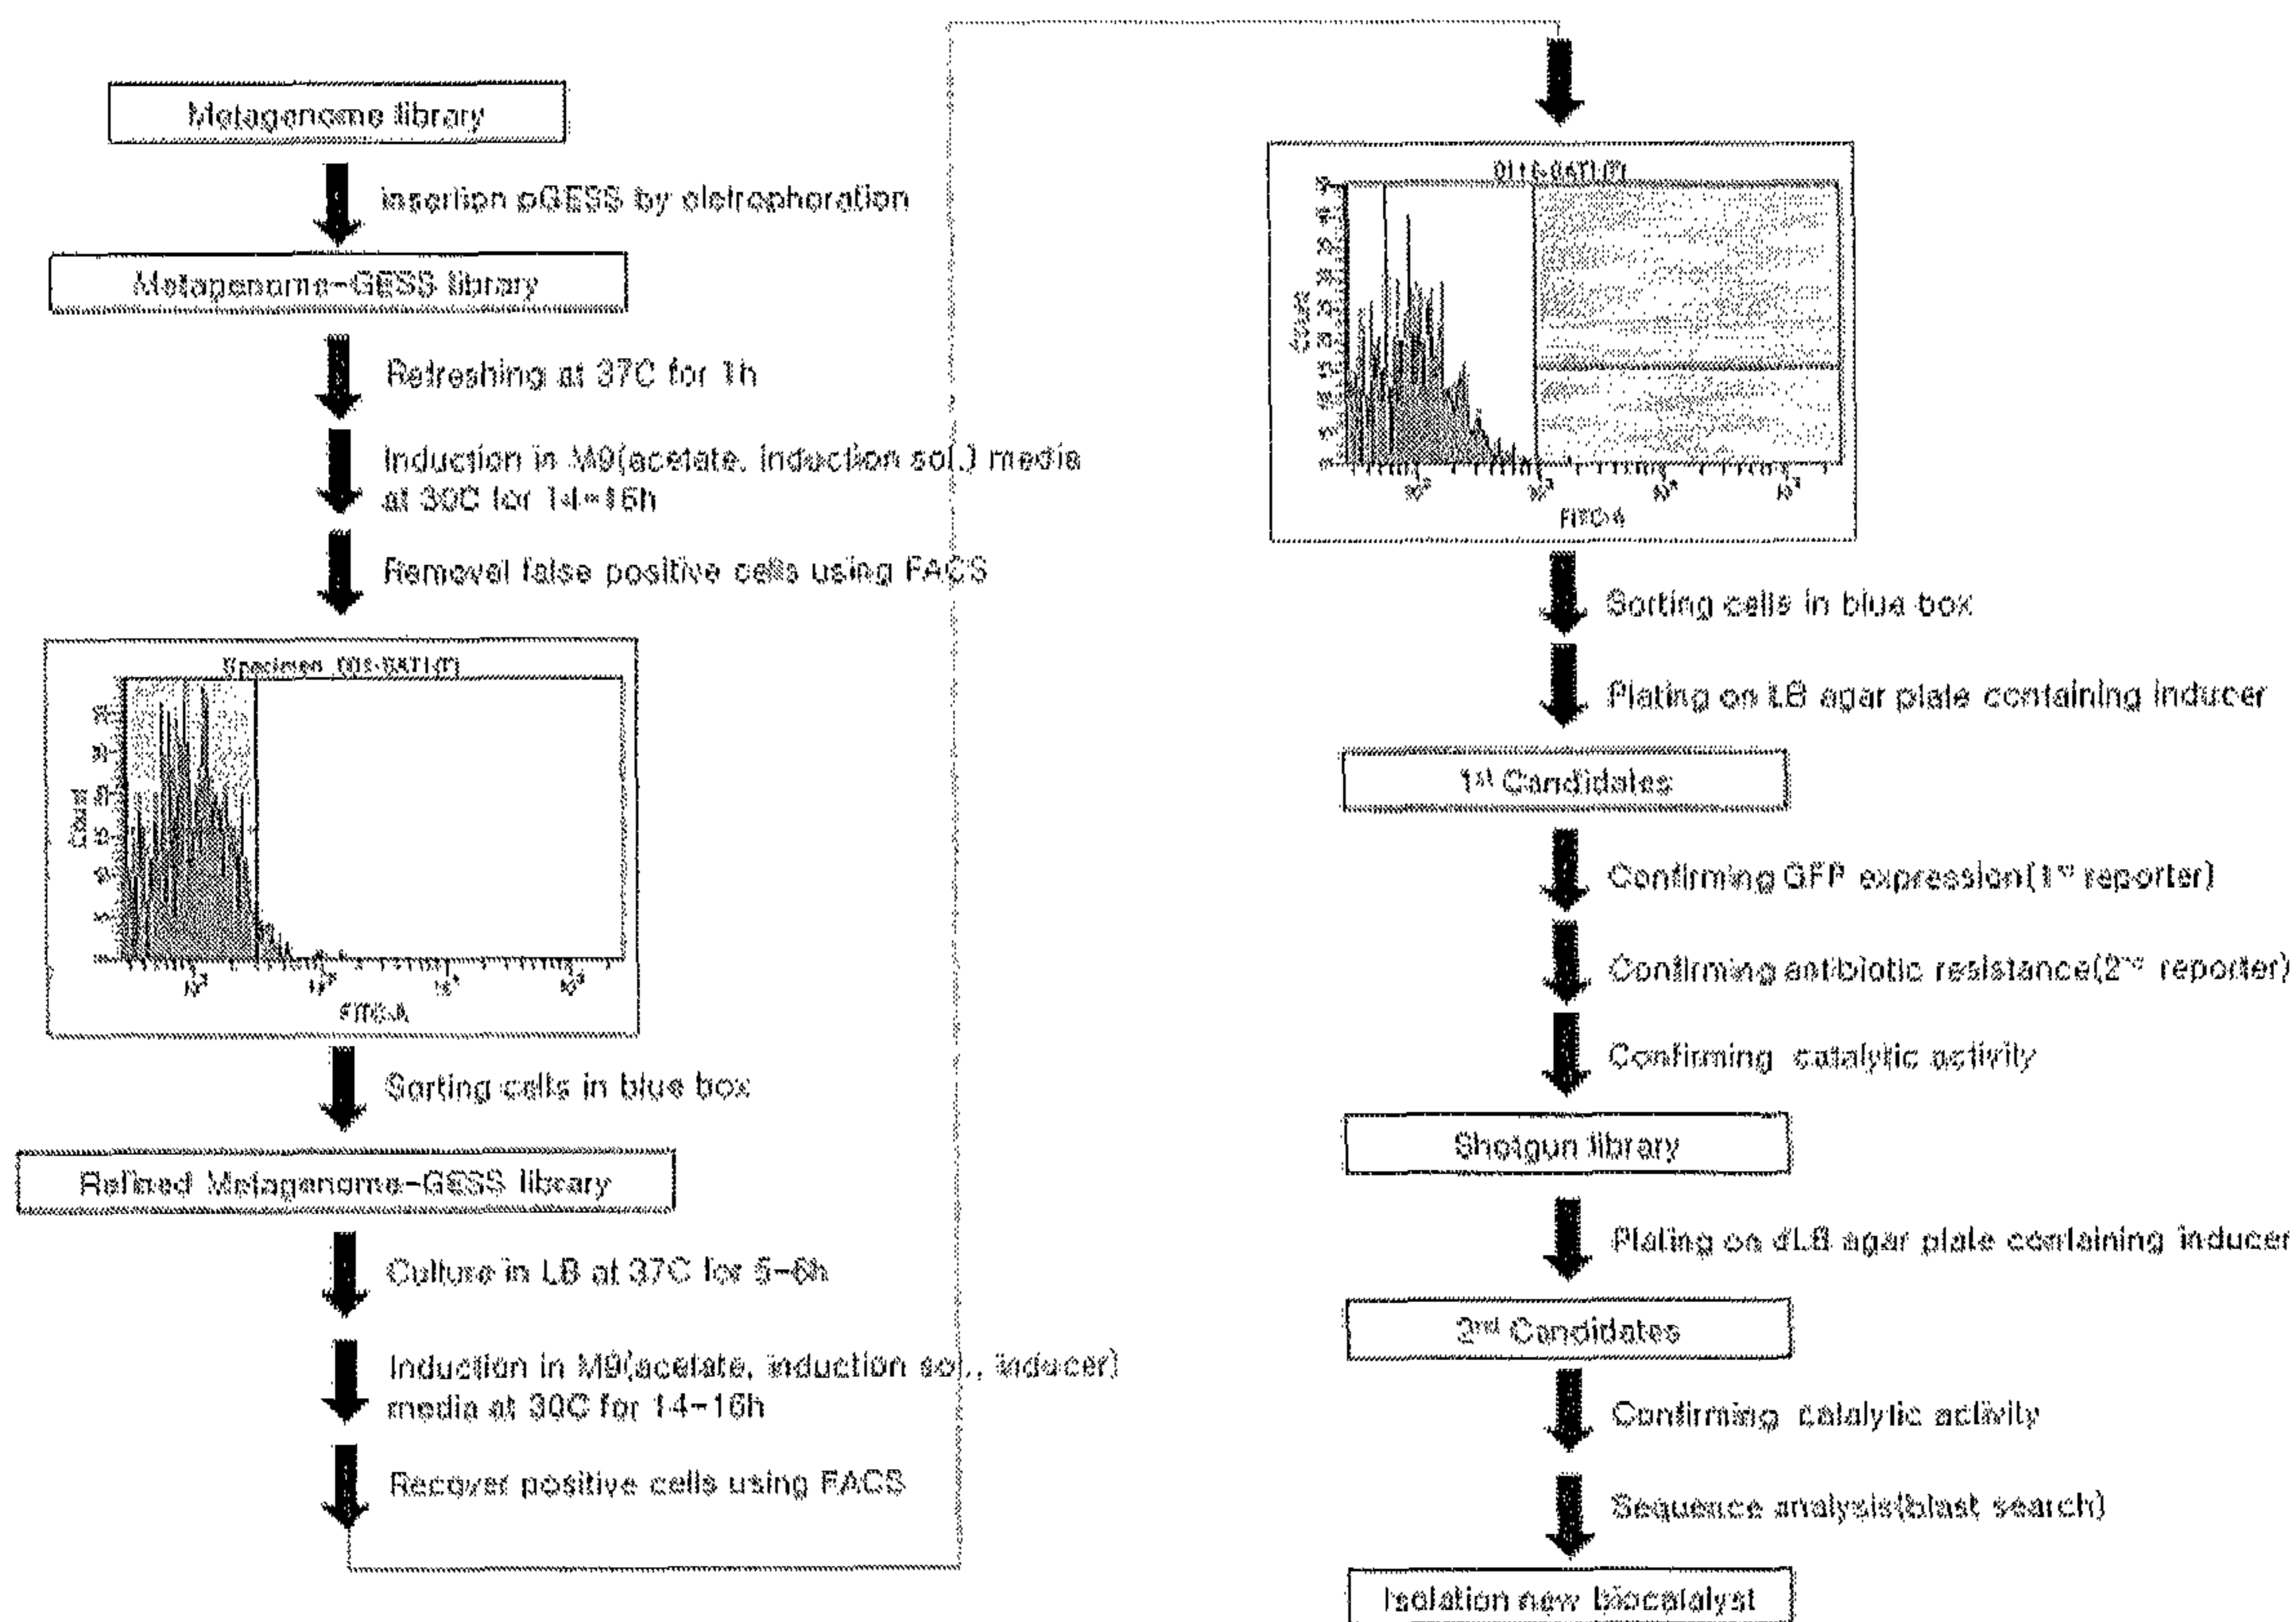 Metagenome library
insertion pGESS by eletrophoration
Metagenome-GESS library
Refreshing at 37C for 1h
Induction in M9(acetate, induction sol.) media
at 30C for 14-16h
Removal false positive cells using FACS
Specimen
Count
FITC-A
Sorting cells in blue box
Refined Metagenome-GESS library
Culture in LB at 37C for 5-6h
Induction in M9(acetate, induction sol., inducer)
media at 30C for 14-16h
Recover positive cells using FACS
Count
FITC-A
Sorting cells in blue box
Plating on LB agar plate containing inducer
1st Candidates
Confirming GFP expression(1st reporter)
Confirming antibiotic resistance(2nd reporter)
Confirming catalytic activity
Shotgun library
Plating on dLB agar plate containing inducer
2nd Candidates
Confirming catalytic activity
Sequence analysis(blast search)
Isolation new biocatalyst